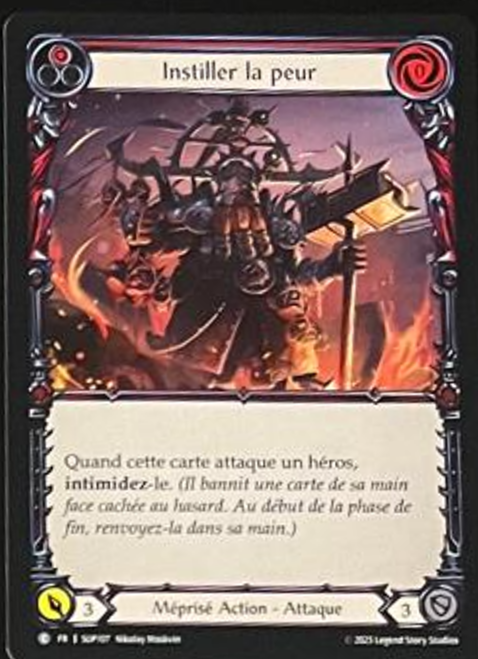 Instiller la peur
0
Quand cette carte attaque un héros,
intimidez-le. (Il bannit une carte de sa main
face cachée au hasard. Au début de la phase de
fin, renvoyez-la dans sa main.)
3
Méprisé Action - Attaque
3
C FR SUP107 Nikolay
© 2025 Legend Story Studios